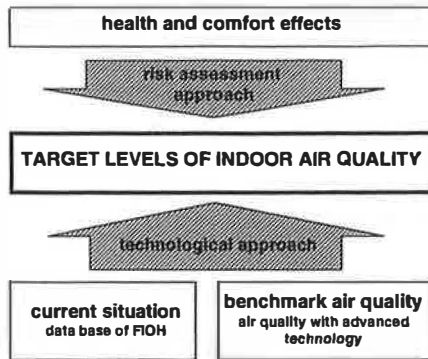 health and comfort effects
risk assessment
approach
TARGET LEVELS OF INDOOR AIR QUALITY
technological approach
current situation
data base of FIOH
benchmark air quality
air quality with advanced
technology